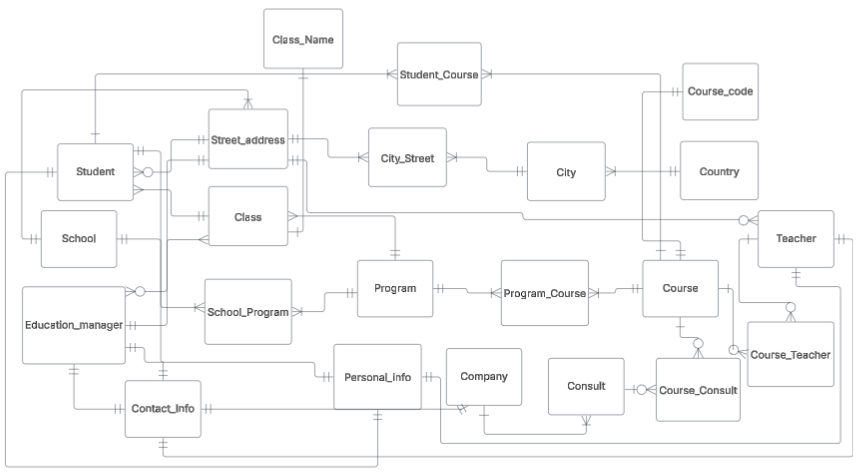 Class_Name
Student_Course
Course_code
Street_address
Student
City_Street
City
Country
Class
School
Teacher
Program
Program_Course
Course
School_Program
Education_manager
Course_Teacher
Personal_info
Company
Consult
Course_Consult
Contact_Info